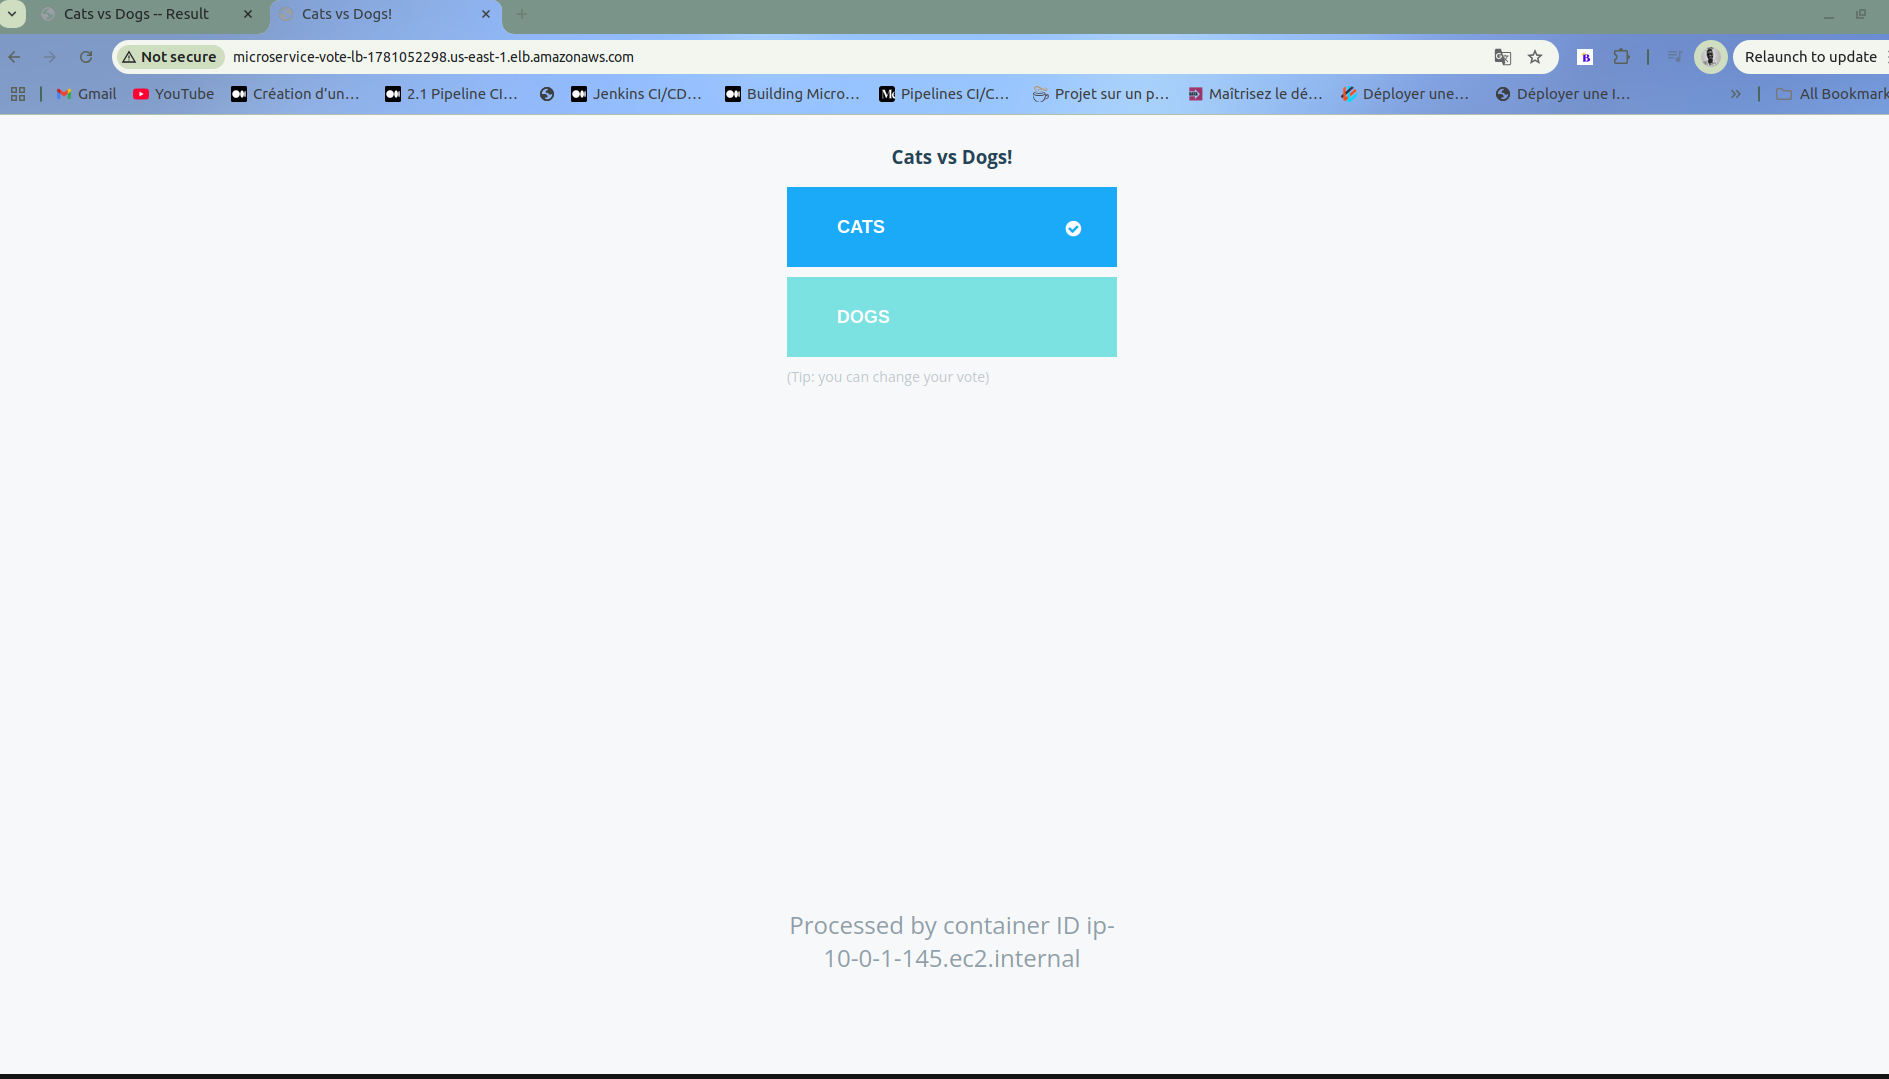 Cats vs Dogs -- Result
Cats vs Dogs!
Not secure
microservice-vote-lb-1781052298.us-east-1.elb.amazonaws.com
Relaunch to update
Gmail
YouTube
Création d'un…
2.1 Pipeline CI…
Jenkins CI/CD…
Building Micro…
Pipelines CI/C…
Projet sur un p…
Maîtrisez le dé…
Déployer une…
Déployer une I…
All Bookmark
Cats vs Dogs!
CATS
DOGS
(Tip: you can change your vote)
Processed by container ID ip-
10-0-1-145.ec2.internal